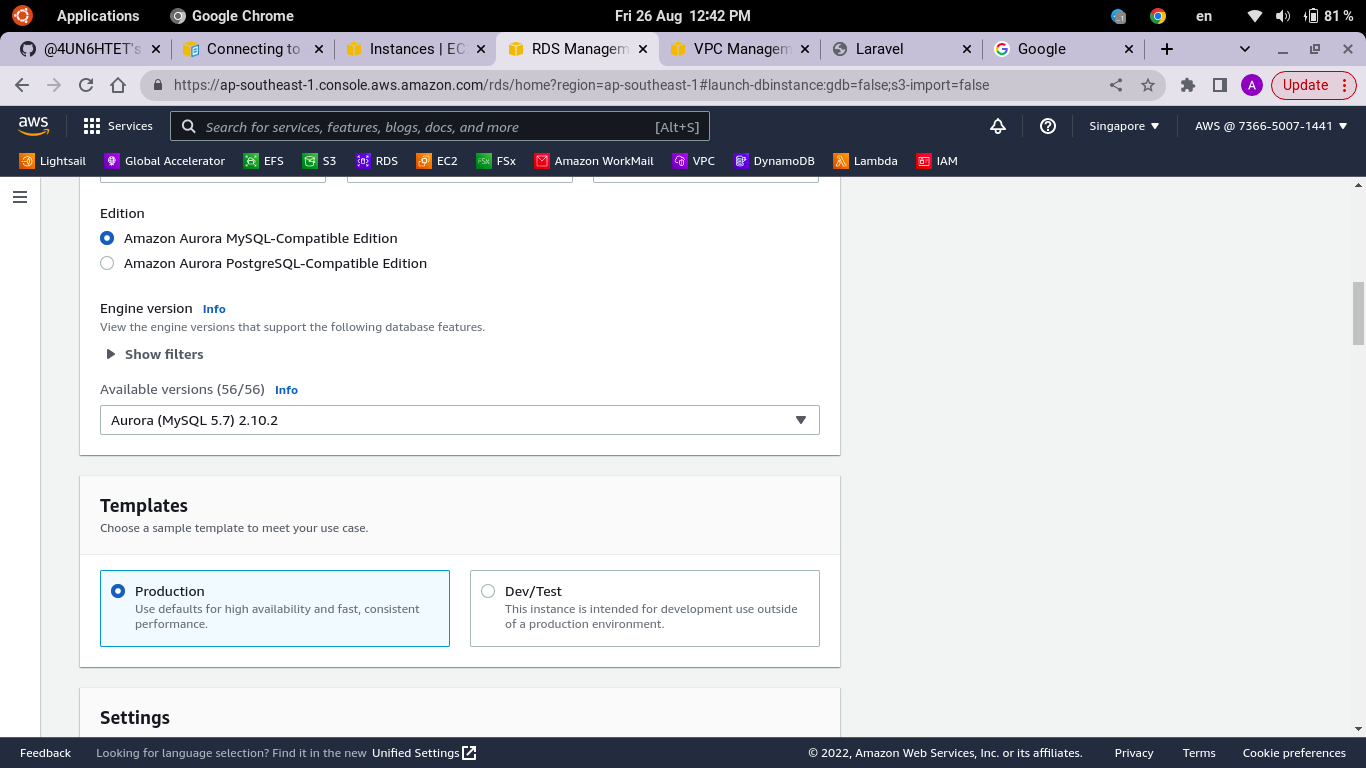 Applications
Google Chrome
Fri 26 Aug 12:42 PM
en
81 %
@4UN6HTET's
Connecting to
Instances | EC
RDS Managem
VPC Managem
Laravel
Google
https://ap-southeast-1.console.aws.amazon.com/rds/home?region=ap-southeast-1#launch-dbinstance:gdb=false;s3-import=false
A
Update
aws
Services
Search for services, features, blogs, docs, and more
[Alt+S]
Singapore
AWS @ 7366-5007-1441
Lightsail
Global Accelerator
EFS
S3
RDS
EC2
FSx
FSx
Amazon WorkMail
VPC
DynamoDB
Lambda
IAM
Edition
Amazon Aurora MySQL-Compatible Edition
Amazon Aurora PostgreSQL-Compatible Edition
Engine version Info
View the engine versions that support the following database features.
Show filters
Available versions (56/56) Info
Aurora (MySQL 5.7) 2.10.2
Templates
Choose a sample template to meet your use case.
Production
Use defaults for high availability and fast, consistent
performance.
Dev/Test
This instance is intended for development use outside
of a production environment.
Settings
Feedback
Looking for language selection? Find it in the new Unified Settings
© 2022, Amazon Web Services, Inc. or its affiliates.
Privacy
Terms
Cookie preferences